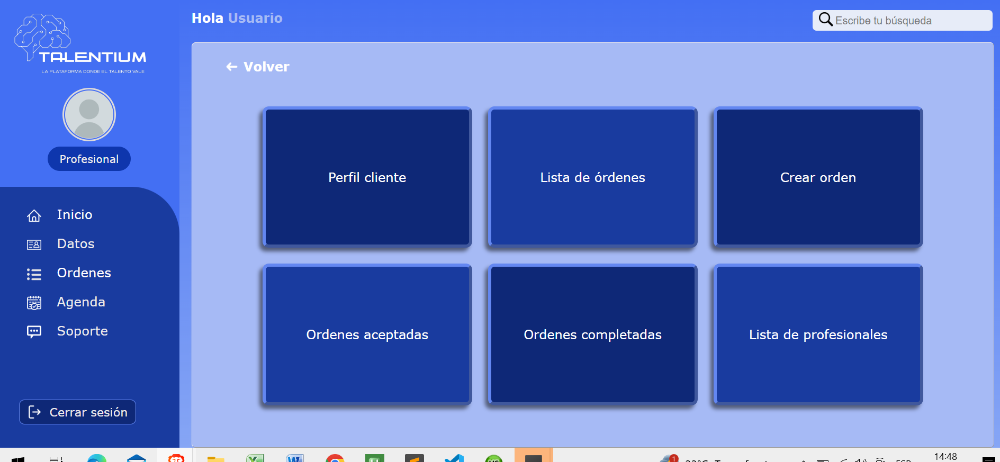 Hola Usuario
Escribe tu búsqueda
TALENTIUM
LA PLATAFORMA DONDE EL TALENTO VALE
Profesional
Inicio
Datos
Ordenes
Agenda
Soporte
Cerrar sesión
← Volver
Perfil cliente
Lista de órdenes
Crear orden
Ordenes aceptadas
Ordenes completadas
Lista de profesionales
1
14:48